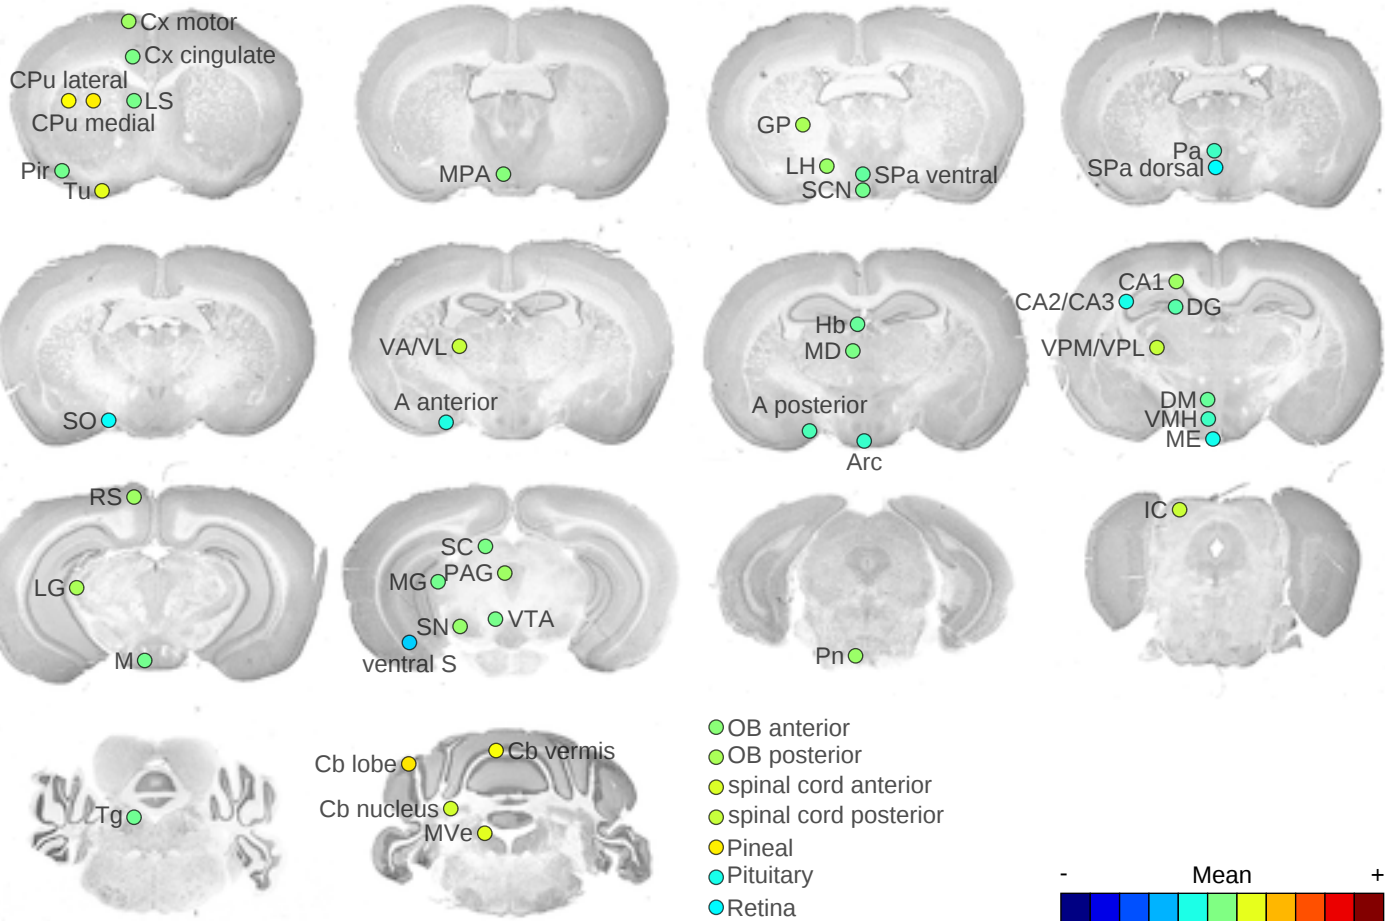 Cx motor
Cx cingulate
CPu lateral
LS
CPu medial
Pir
Tu
MPA
GP
LH
SPa ventral
SCN
Pa
SPa dorsal
SO
VA/VL
A anterior
Hb
MD
A posterior
Arc
CA1
CA2/CA3
DG
VPM/VPL
DM
VMH
ME
RS
LG
M
SC
MG
PAG
SN
VTA
ventral S
Pn
IC
Tg
Cb lobe
Cb vermis
Cb nucleus
MVe
OB anterior
OB posterior
spinal cord anterior
spinal cord posterior
Pineal
Pituitary
Retina
- Mean +